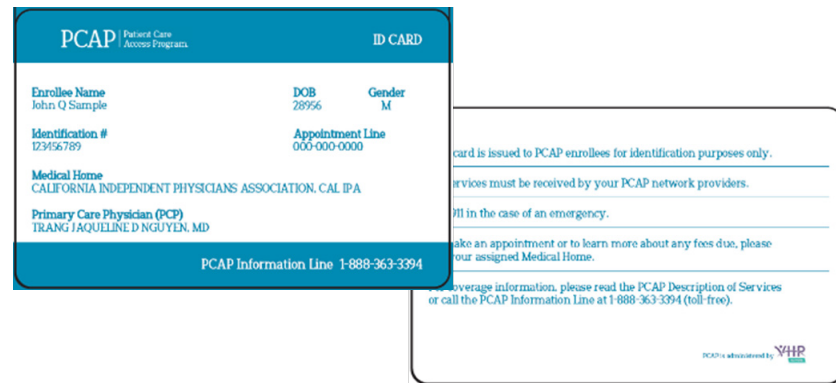 PCAP Patient Care
Access Program.
ID CARD
Enrollee Name DOB Gender
John Q Sample 28956 M
Identification # Appointment Line
123456789 000-000-0000
Medical Home
CALIFORNIA INDEPENDENT PHYSICIANS ASSOCIATION, CAL IPA
Primary Care Physician (PCP)
TRANG JAQUELINE D NGUYEN, MD
PCAP Information Line 1-888-363-3394
card is issued to PCAP enrollees for identification purposes only.
ervices must be received by your PCAP network providers.
911 in the case of an emergency.
ake an appointment or to learn more about any fees due, please
our assigned Medical Home.
overage information, please read the PCAP Description of Services
or call the PCAP Information Line at 1-888-363-3394 (toll-free).
PCAP is administered by